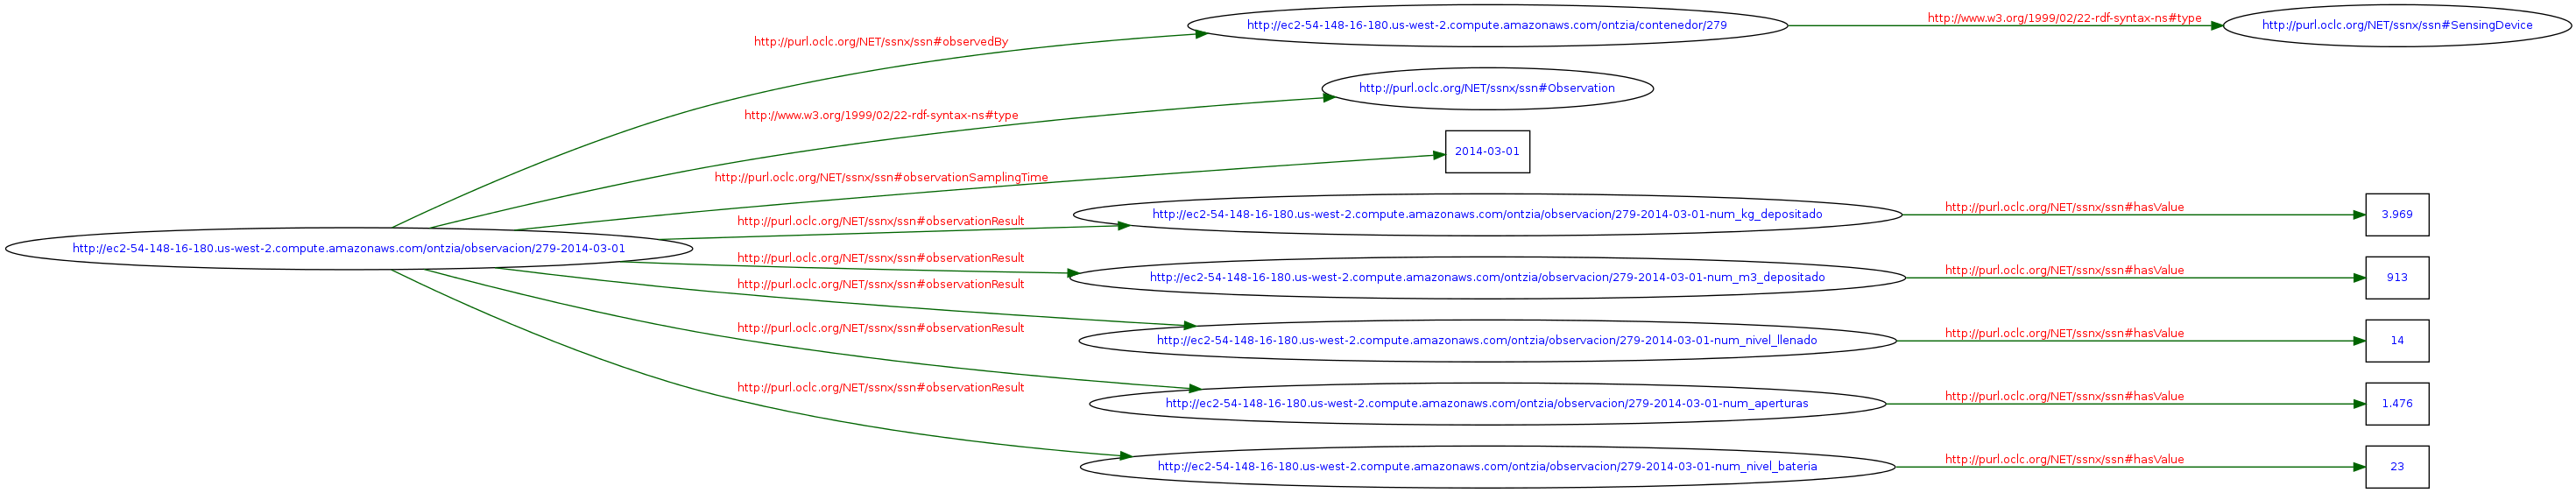 http://ec2-54-148-16-180.us-west-2.compute.amazonaws.com/ontzia/contenedor/279
http://www.w3.org/1999/02/22-rdf-syntax-ns#type
http://purl.oclc.org/NET/ssnx/ssn#SensingDevice
http://purl.oclc.org/NET/ssnx/ssn#observedBy
http://purl.oclc.org/NET/ssnx/ssn#Observation
http://www.w3.org/1999/02/22-rdf-syntax-ns#type
2014-03-01
http://purl.oclc.org/NET/ssnx/ssn#observationSamplingTime
http://purl.oclc.org/NET/ssnx/ssn#observationResult
http://ec2-54-148-16-180.us-west-2.compute.amazonaws.com/ontzia/observacion/279-2014-03-01-num_kg_depositado
http://purl.oclc.org/NET/ssnx/ssn#hasValue
3.969
http://ec2-54-148-16-180.us-west-2.compute.amazonaws.com/ontzia/observacion/279-2014-03-01
http://purl.oclc.org/NET/ssnx/ssn#observationResult
http://ec2-54-148-16-180.us-west-2.compute.amazonaws.com/ontzia/observacion/279-2014-03-01-num_m3_depositado
http://purl.oclc.org/NET/ssnx/ssn#hasValue
913
http://purl.oclc.org/NET/ssnx/ssn#observationResult
http://ec2-54-148-16-180.us-west-2.compute.amazonaws.com/ontzia/observacion/279-2014-03-01-num_nivel_llenado
http://purl.oclc.org/NET/ssnx/ssn#hasValue
14
http://purl.oclc.org/NET/ssnx/ssn#observationResult
http://ec2-54-148-16-180.us-west-2.compute.amazonaws.com/ontzia/observacion/279-2014-03-01-num_aperturas
http://purl.oclc.org/NET/ssnx/ssn#hasValue
1.476
http://purl.oclc.org/NET/ssnx/ssn#observationResult
http://ec2-54-148-16-180.us-west-2.compute.amazonaws.com/ontzia/observacion/279-2014-03-01-num_nivel_bateria
http://purl.oclc.org/NET/ssnx/ssn#hasValue
23